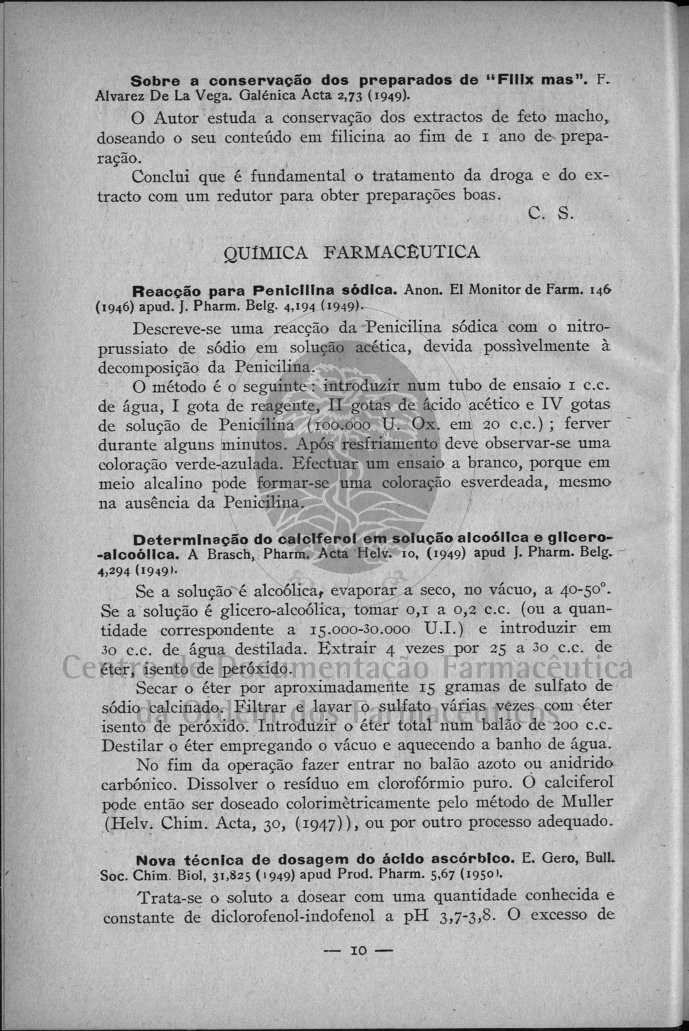 Sobre a conservação dos preparados de "Filix mas". F.
Alvarez De La Vega. Galénica Acta 2,73 (1949).
O Autor estuda a conservação dos extractos de feto macho,
doseando o seu conteúdo em filicina ao fim de 1 ano de prepa-
ração.
Conclui que é fundamental o tratamento da droga e do ex-
tracto com um redutor para obter preparações boas.
C. S.
QUÍMICA FARMACÊUTICA
Reacção para Penicilina sódica. Anon. El Monitor de Farm. 146
(1946) apud. J. Pharm. Belg. 4,194 (1949).
Descreve-se uma reacção da Penicilina sódica com o nitro-
prussiato de sódio em solução acética, devida possìvelmente à
decomposição da Penicilina.
O método é o seguinte: introduzir num tubo de ensaio 1 c.c.
de água, I gota de reagente, II gotas de ácido acético e IV gotas
de solução de Penicilina (100.000 U. Ox. em 20 c.c.) ; ferver
durante alguns minutos. Após resfriamento deve observar-se uma
coloração verde-azulada. Efectuar um ensaio a branco, porque em
meio alcalino pode formar-se uma coloração esverdeada, mesmo
na ausência da Penicilina.
Determinação do calciferol em solução alcoólica e glicero-
-alcoólica. A Brasch, Pharm. Acta Helv. 10, (1949) apud J. Pharm. Belg.
4,294 (1949).
Se a solução é alcoólica, evaporar a seco, no vácuo, a 40-50°.
Se a solução é glicero-alcoólica, tomar 0,1 a 0,2 c.c. (ou a quan-
tidade correspondente a 15.000-30.000 U.I.) e introduzir em
30 c.c. de água destilada. Extrair 4 vezes por 25 a 30 c.c. de
éter, isento de peróxido.
Centro de Documentação Farmacêutica
Secar o éter por aproximadamente 15 gramas de sulfato de
sódio calcinado. Filtrar e lavar o sulfato várias vezes com éter
da Ordem dos Farmacêuticos
isento de peróxido. Introduzir o éter total num balão de 200 c.c.
Destilar o éter empregando o vácuo e aquecendo a banho de água.
No fim da operação fazer entrar no balão azoto ou anidrido
carbónico. Dissolver o resíduo em clorofórmio puro. O calciferol
pode então ser doseado colorimètricamente pelo método de Muller
(Helv. Chim. Acta, 30, (1947)), ou por outro processo adequado.
Nova técnica de dosagem do ácido ascórbico. E. Gero, Bull.
Soc. Chim. Biol, 31,825 (1949) apud Prod. Pharm. 5,67 (1950).
Trata-se o soluto a dosear com uma quantidade conhecida e
constante de diclorofenol-indofenol a pH 3,7-3,8. O excesso de
— 10 —